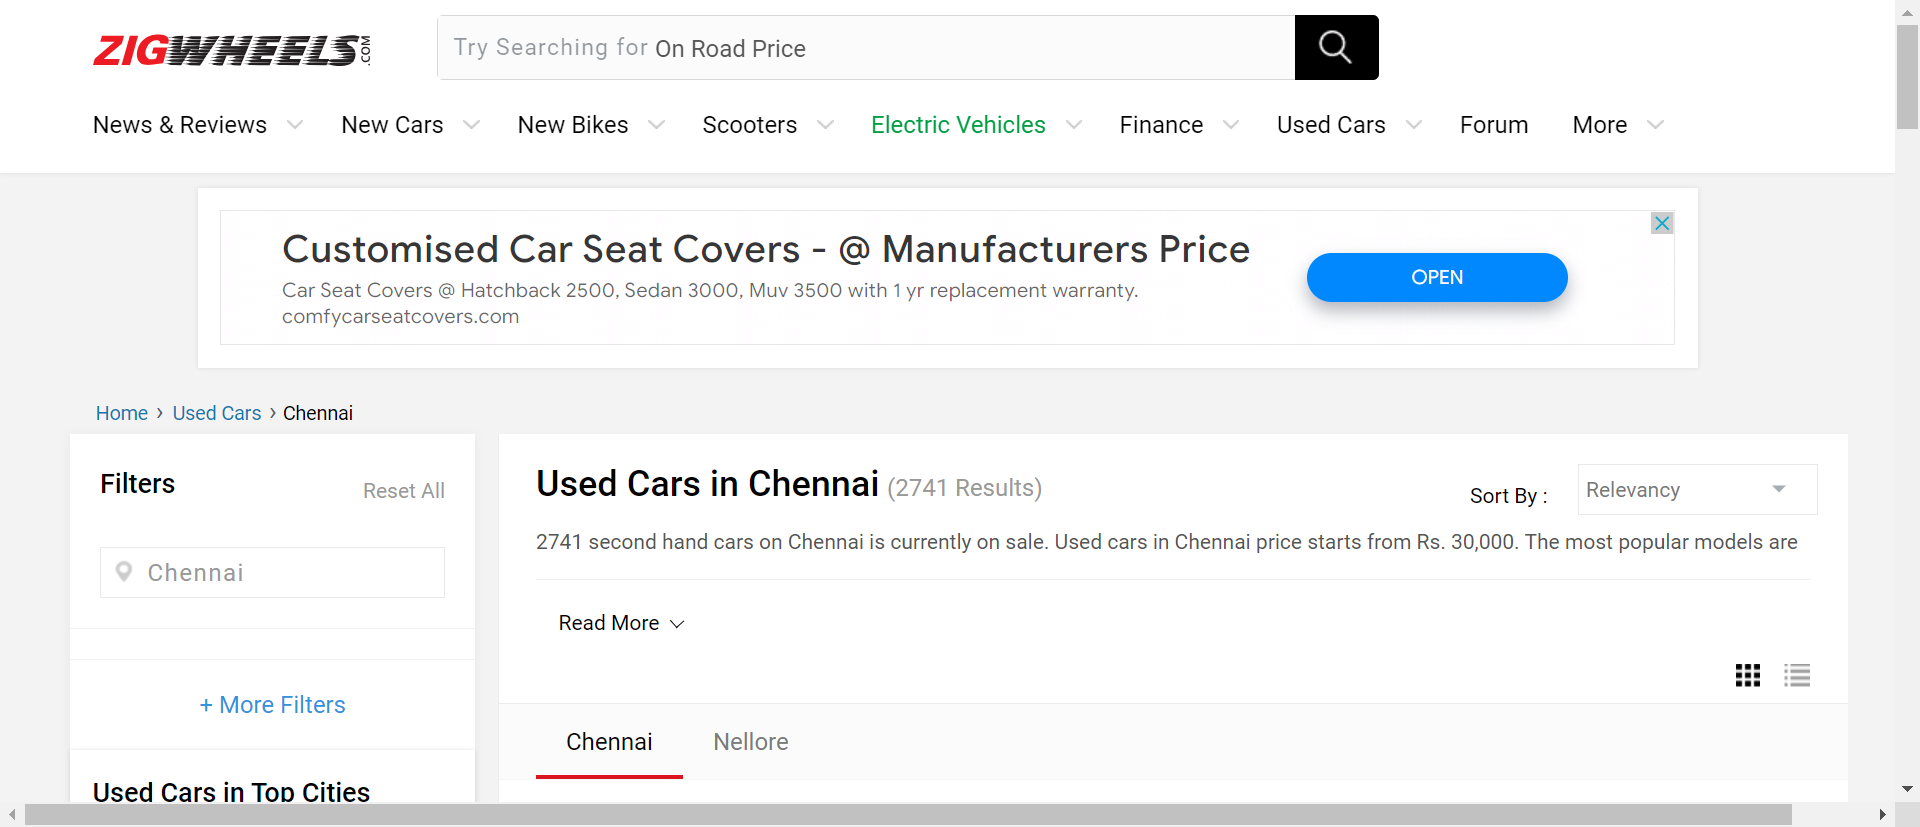 ZIGWHEELS.COM
Try Searching for On Road Price
News & Reviews New Cars New Bikes Scooters Electric Vehicles Finance Used Cars Forum More
Customised Car Seat Covers - @ Manufacturers Price
Car Seat Covers @ Hatchback 2500, Sedan 3000, Muv 3500 with 1 yr replacement warranty.
comfycarseatcovers.com
OPEN
Home › Used Cars › Chennai
Filters
Reset All
Chennai
+ More Filters
Used Cars in Top Cities
Used Cars in Chennai (2741 Results)
Sort By :
Relevancy
2741 second hand cars on Chennai is currently on sale. Used cars in Chennai price starts from Rs. 30,000. The most popular models are
Read More
Chennai Nellore